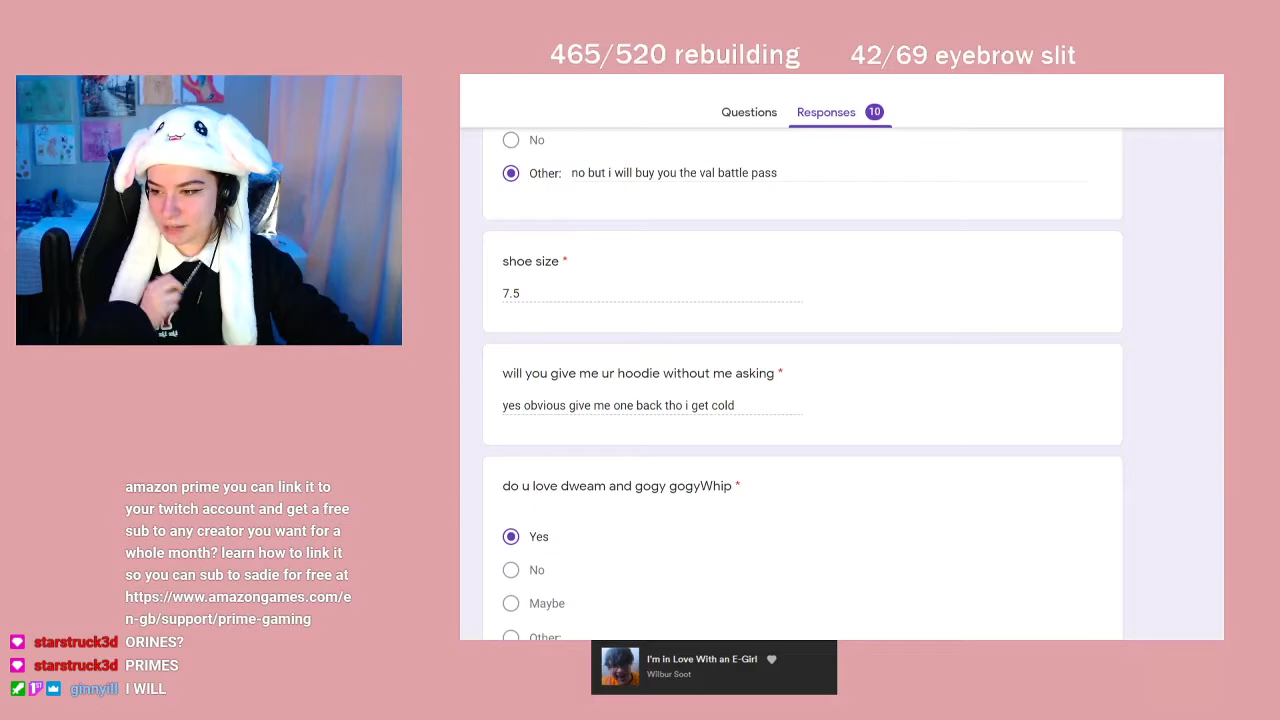 465/520 rebuilding
42/69 eyebrow slit
Questions
Responses 10
No
Other: no but i will buy you the val battle pass
shoe size *
7.5
will you give me ur hoodie without me asking *
yes obvious give me one back tho i get cold
do u love dweam and gogy gogyWhip *
Yes
No
Maybe
Other:
I'm in Love With an E-Girl
Wilbur Soot
amazon prime you can link it to
your twitch account and get a free
sub to any creator you want for a
whole month? learn how to link it
so you can sub to sadie for free at
https://www.amazongames.com/e
n-gb/support/prime-gaming
starstruck3d ORINES?
starstruck3d PRIMES
ginnyill I WILL